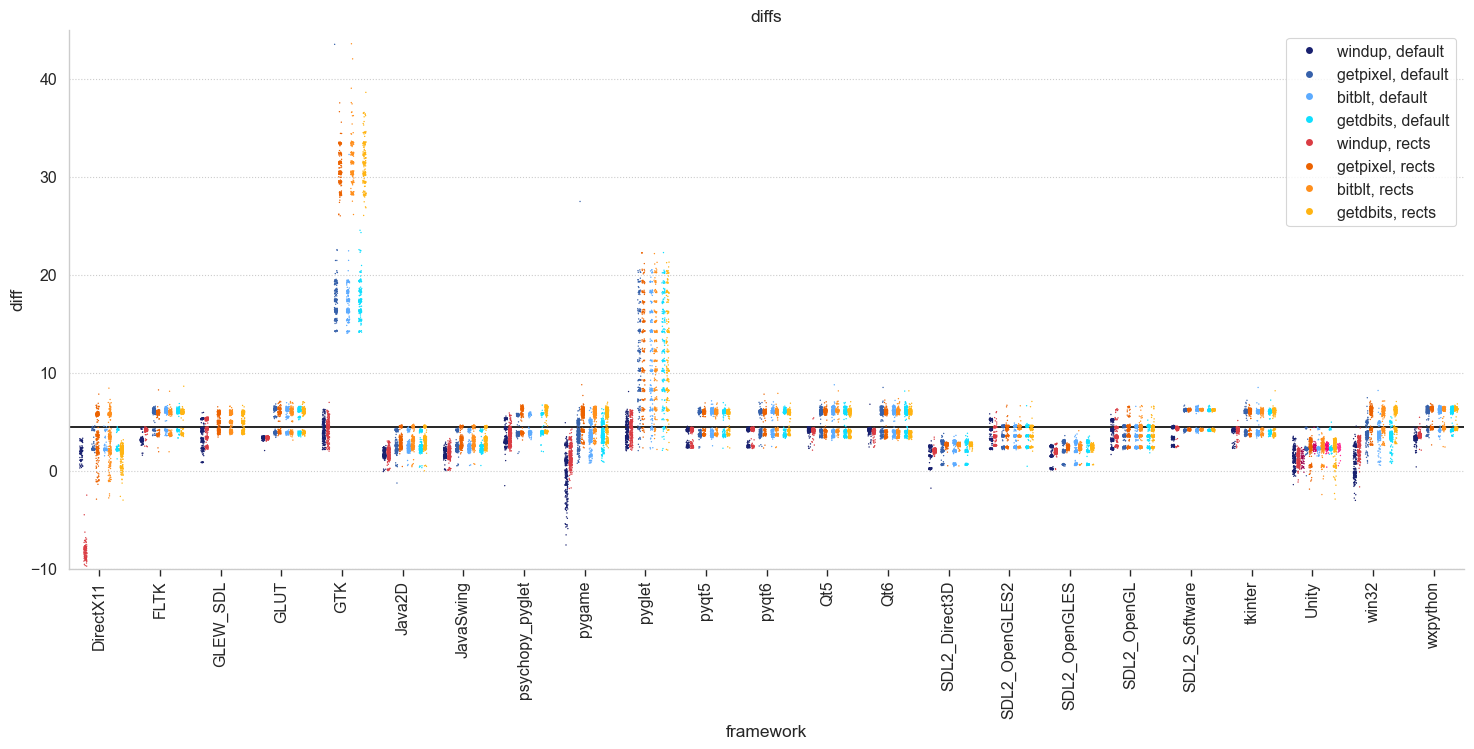 diffs
40
30
20
10
0
−10
diff
windup, default
getpixel, default
bitblt, default
getdbits, default
windup, rects
getpixel, rects
bitblt, rects
getdbits, rects
DirectX11
FLTK
GLEW_SDL
GLUT
GTK
Java2D
JavaSwing
psychopy_pyglet
pygame
pyglet
pyqt5
pyqt6
Qt5
Qt6
SDL2_Direct3D
SDL2_OpenGLES2
SDL2_OpenGLES
SDL2_OpenGL
SDL2_Software
tkinter
Unity
win32
wxpython
framework